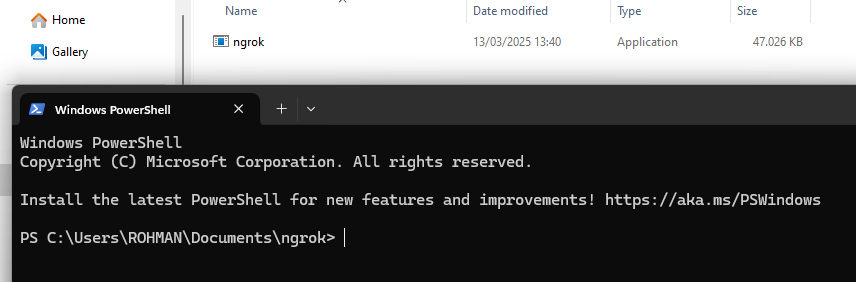 Home
Gallery
Date modified Type Size
ngrok 13/03/2025 13:40 Application 47.026 KB
Windows PowerShell
Windows PowerShell
Copyright (C) Microsoft Corporation. All rights reserved.
Install the latest PowerShell for new features and improvements! https://aka.ms/PSWindows
PS C:\Users\ROHMAN\Documents\ngrok>